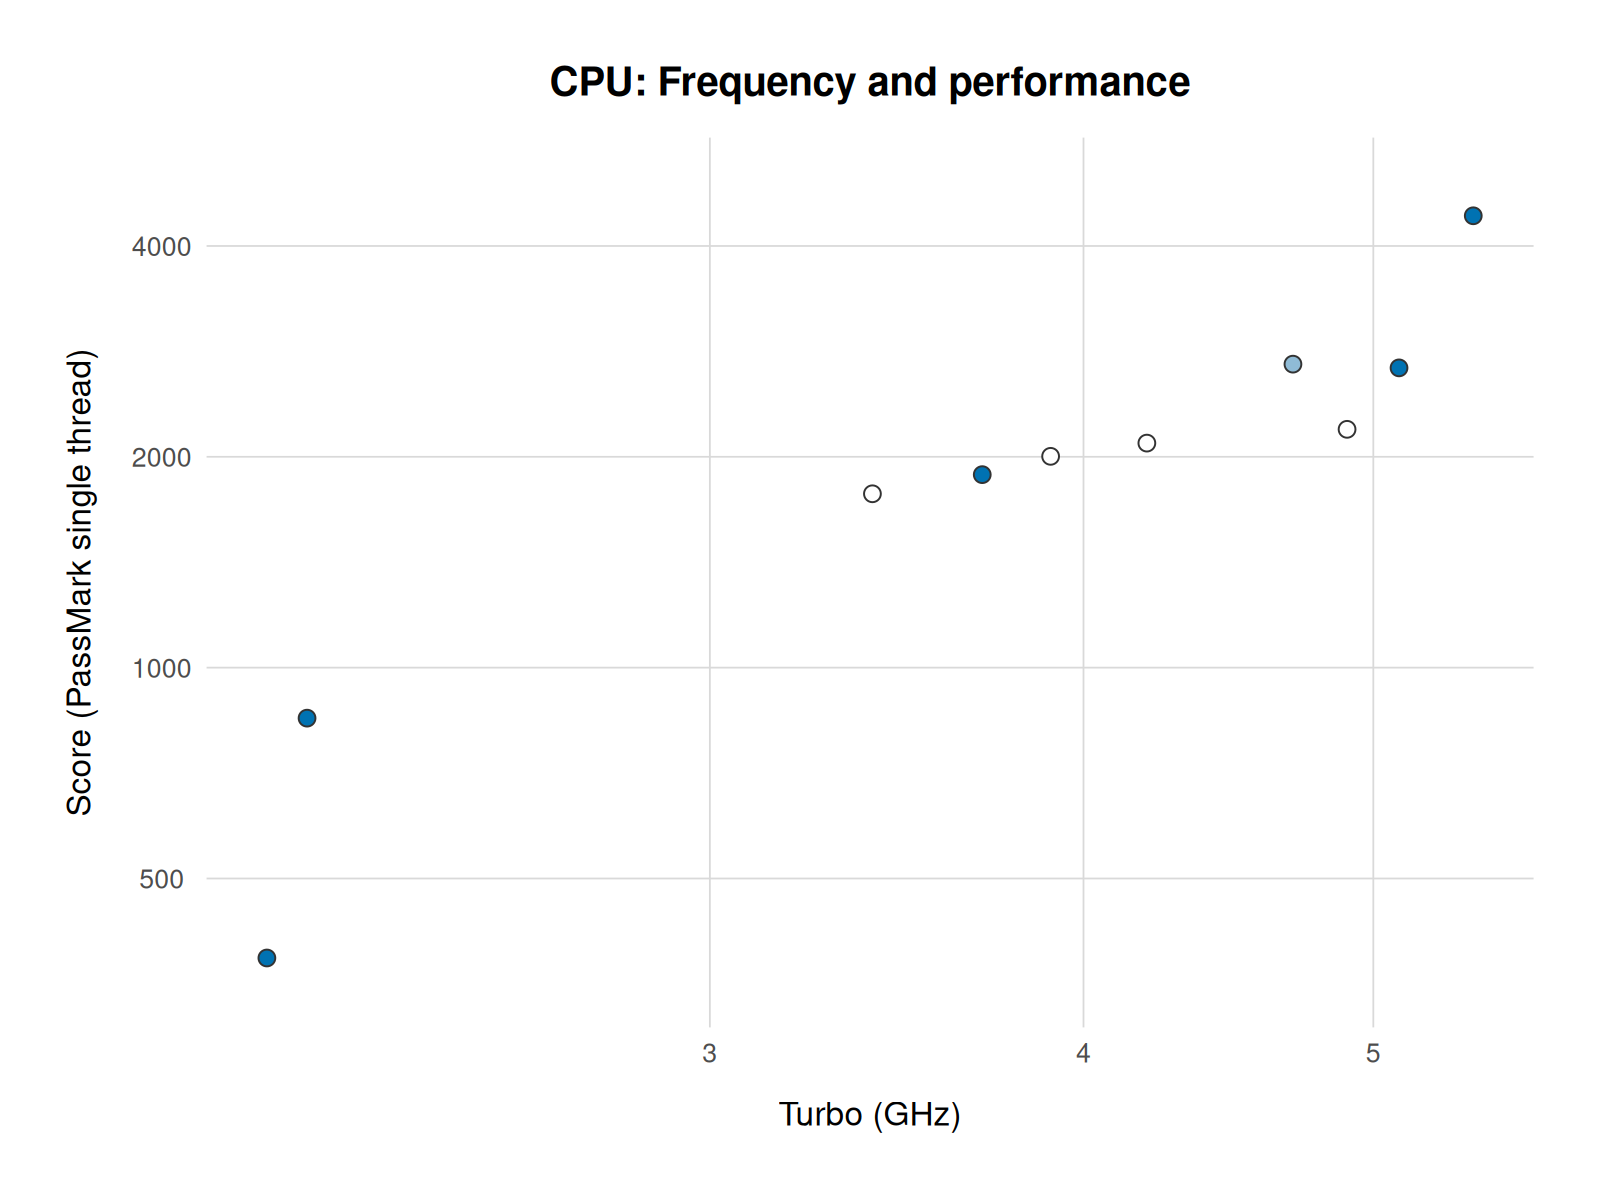 CPU: Frequency and performance
Score (PassMark single thread)
4000
2000
1000
500
3
4
5
Turbo (GHz)